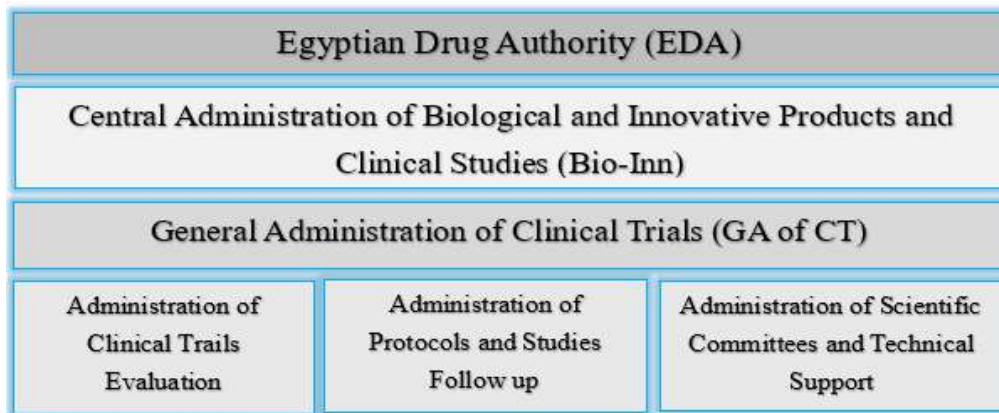 Egyptian Drug Authority (EDA)
Central Administration of Biological and Innovative Products and
Clinical Studies (Bio-Inn)
General Administration of Clinical Trials (GA of CT)
Administration of
Clinical Trails
Evaluation
Administration of
Protocols and Studies
Follow up
Administration of Scientific
Committees and Technical
Support